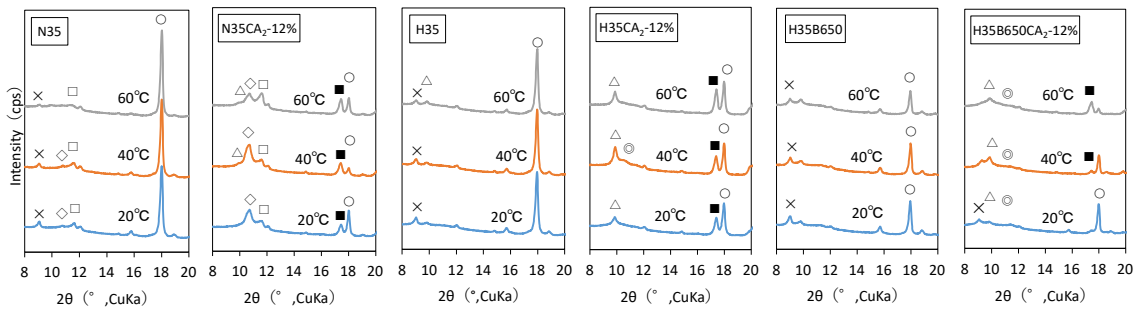 Intensity (cps)
N35
60℃
40℃
20℃
8 10 12 14 16 18 20
2θ (°,CuKa)
N35CA₂-12%
60℃
40℃
20℃
8 10 12 14 16 18 20
2θ (°,CuKa)
H35
60℃
40℃
20℃
8 10 12 14 16 18 20
2θ (°,CuKa)
H35CA₂-12%
60℃
40℃
20℃
8 10 12 14 16 18 20
2θ (°,CuKa)
H35B650
60℃
40℃
20℃
8 10 12 14 16 18 20
2θ (°,CuKa)
H35B650CA₂-12%
60℃
40℃
20℃
8 10 12 14 16 18 20
2θ (°,CuKa)